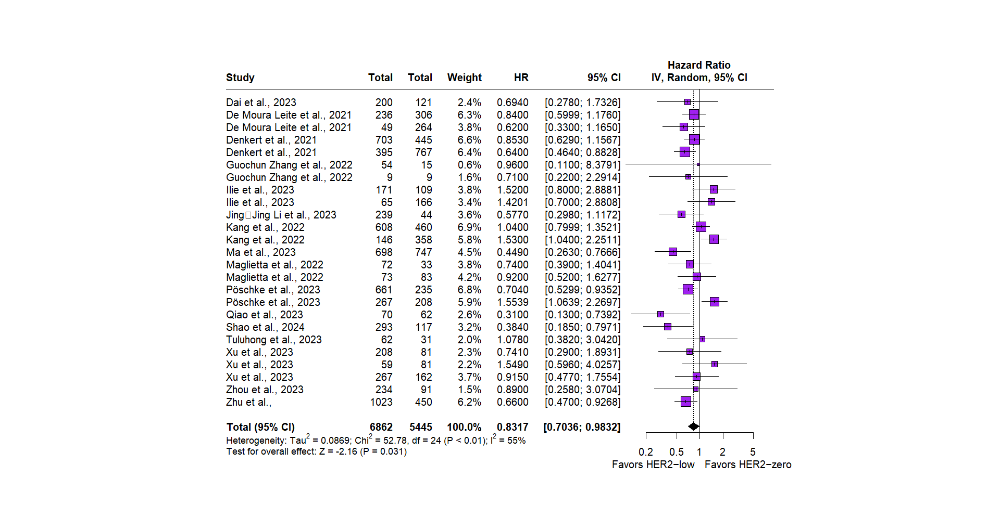 Hazard Ratio
Study Total Total Weight HR 95% CI IV, Random, 95% CI
Dai et al., 2023 200 121 2.4% 0.6940 [0.2780; 1.7326]
De Moura Leite et al., 2021 236 306 6.3% 0.8400 [0.5999; 1.1760]
De Moura Leite et al., 2021 49 264 3.8% 0.6200 [0.3300; 1.1650]
Denkert et al., 2021 703 445 6.6% 0.8530 [0.6290; 1.1567]
Denkert et al., 2021 395 767 6.4% 0.6400 [0.4640; 0.8828]
Guochun Zhang et al., 2022 54 15 0.6% 0.9600 [0.1100; 8.3791]
Guochun Zhang et al., 2022 9 9 1.6% 0.7100 [0.2200; 2.2914]
Ilie et al., 2023 171 109 3.8% 1.5200 [0.8000; 2.8881]
Ilie et al., 2023 65 166 3.4% 1.4201 [0.7000; 2.8808]
Jing□Jing Li et al., 2023 239 44 3.6% 0.5770 [0.2980; 1.1172]
Kang et al., 2022 608 460 6.9% 1.0400 [0.7999; 1.3521]
Kang et al., 2022 146 358 5.8% 1.5300 [1.0400; 2.2511]
Ma et al., 2023 698 747 4.5% 0.4490 [0.2630; 0.7666]
Maglietta et al., 2022 72 33 3.8% 0.7400 [0.3900; 1.4041]
Maglietta et al., 2022 73 83 4.2% 0.9200 [0.5200; 1.6277]
Pöschke et al., 2023 661 235 6.8% 0.7040 [0.5299; 0.9352]
Pöschke et al., 2023 267 208 5.9% 1.5539 [1.0639; 2.2697]
Qiao et al., 2023 70 62 2.6% 0.3100 [0.1300; 0.7392]
Shao et al., 2024 293 117 3.2% 0.3840 [0.1850; 0.7971]
Tuluhong et al., 2023 62 31 2.0% 1.0780 [0.3820; 3.0420]
Xu et al., 2023 208 81 2.3% 0.7410 [0.2900; 1.8931]
Xu et al., 2023 59 81 2.2% 1.5490 [0.5960; 4.0257]
Xu et al., 2023 267 162 3.7% 0.9150 [0.4770; 1.7554]
Zhou et al., 2023 234 91 1.5% 0.8900 [0.2580; 3.0704]
Zhu et al., 1023 450 6.2% 0.6600 [0.4700; 0.9268]
Total (95% CI) 6862 5445 100.0% 0.8317 [0.7036; 0.9832]
Heterogeneity: Tau² = 0.0869; Chi² = 52.78, df = 24 (P < 0.01); I² = 55%
Test for overall effect: Z = -2.16 (P = 0.031)
0.2 0.5 1 2 5
Favors HER2−low Favors HER2−zero